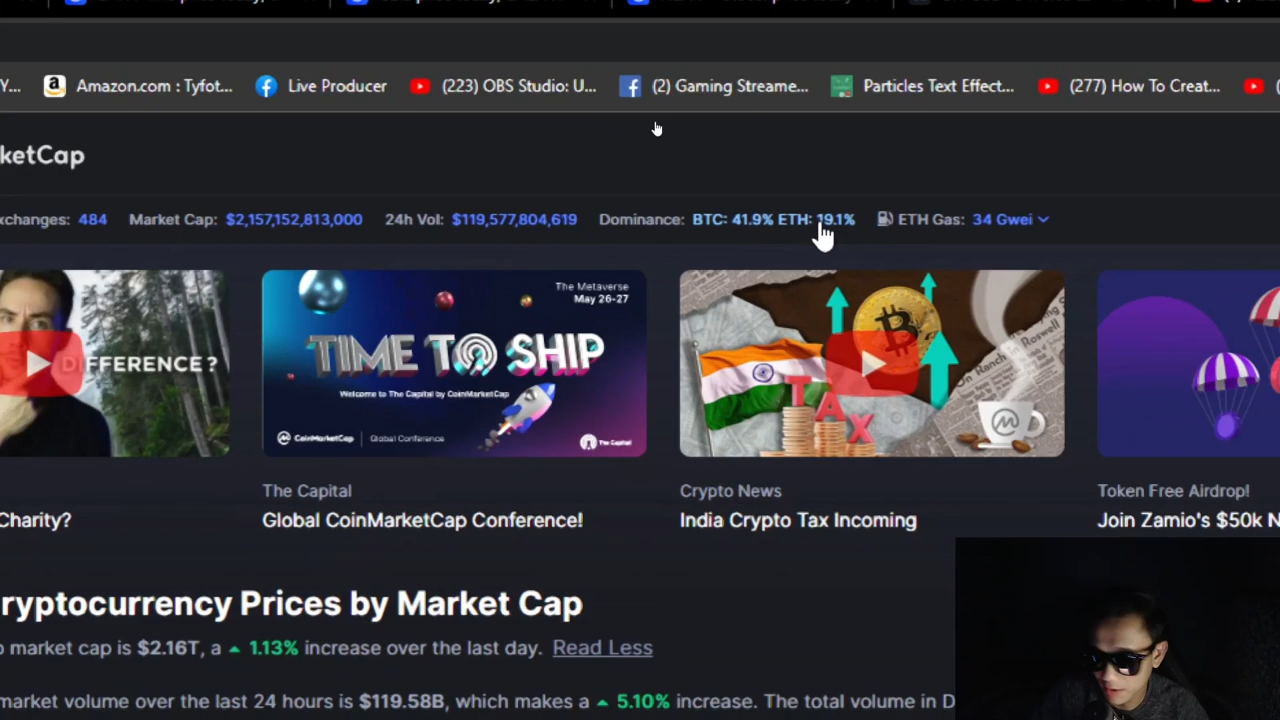 Y... Amazon.com : Tyfot... Live Producer (223) OBS Studio: U... (2) Gaming Streame... Particles Text Effect... (277) How To Creat...
ketCap
xchanges: 484 Market Cap: $2,157,152,813,000 24h Vol: $119,577,804,619 Dominance: BTC: 41.9% ETH: 19.1% ETH Gas: 34 Gwei
DIFFERENCE?
The Metaverse
May 26-27
TIME TO SHIP
Welcome to The Capital by CoinMarketCap
CoinMarketCap Global Conference The Capital
TAX
On Ranch in Roswell
Charity?
The Capital
Global CoinMarketCap Conference!
Crypto News
India Crypto Tax Incoming
Token Free Airdrop!
Join Zamio's $50k N
ryptocurrency Prices by Market Cap
o market cap is $2.16T, a 1.13% increase over the last day. Read Less
market volume over the last 24 hours is $119.58B, which makes a 5.10% increase. The total volume in D